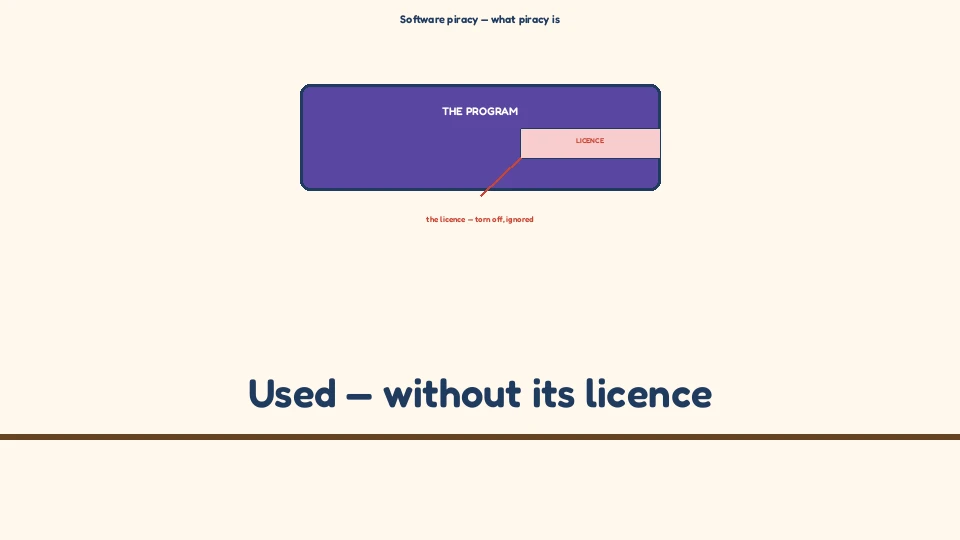 Software piracy — what piracy is
THE PROGRAM
LICENCE
the licence — torn off, ignored
Used — without its licence